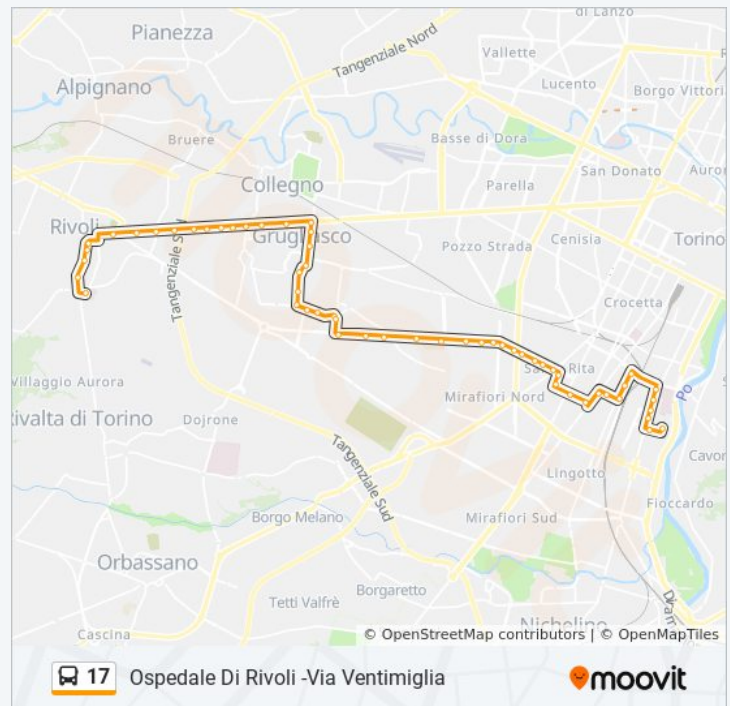 di Lanzo
Pianezza
Tangenziale Nord
Vallette
Alpignano
Lucento
Borgo Vittori
Bruere
Basse di Dora
Collegno
Parella
San Donato
Auror
Rivoli
Grugliasco
Pozzo Strada
Cenisia
Torino
Tangenziale Sud
Crocetta
Villaggio Aurora
Santa Rita
Po
Mirafiori Nord
Rivalta di Torino
Dojrone
Cavor
Tangenziale Sud
Lingotto
Fioccardo
Borgo Melano
Mirafiori Sud
Orbassano
Borgaretto
Tetti Valfrè
Diram
Nichelino
Cascina
© OpenStreetMap contributors | © OpenMapTiles
17 Ospedale Di Rivoli -Via Ventimiglia
moovit